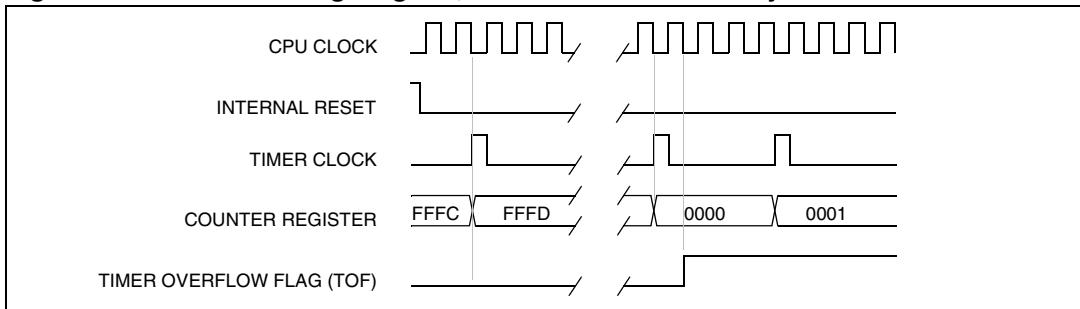 CPU CLOCK
INTERNAL RESET
TIMER CLOCK
COUNTER REGISTER FFFC FFFD 0000 0001
TIMER OVERFLOW FLAG (TOF)